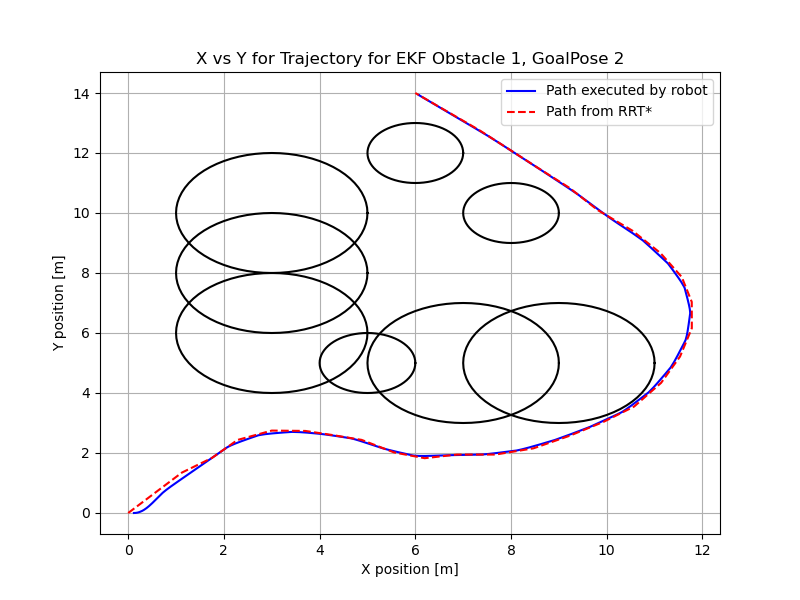 X vs Y for Trajectory for EKF Obstacle 1, GoalPose 2
Path executed by robot
Path from RRT*
Y position [m]
14
12
10
8
6
4
2
0
0 2 4 6 8 10 12
X position [m]